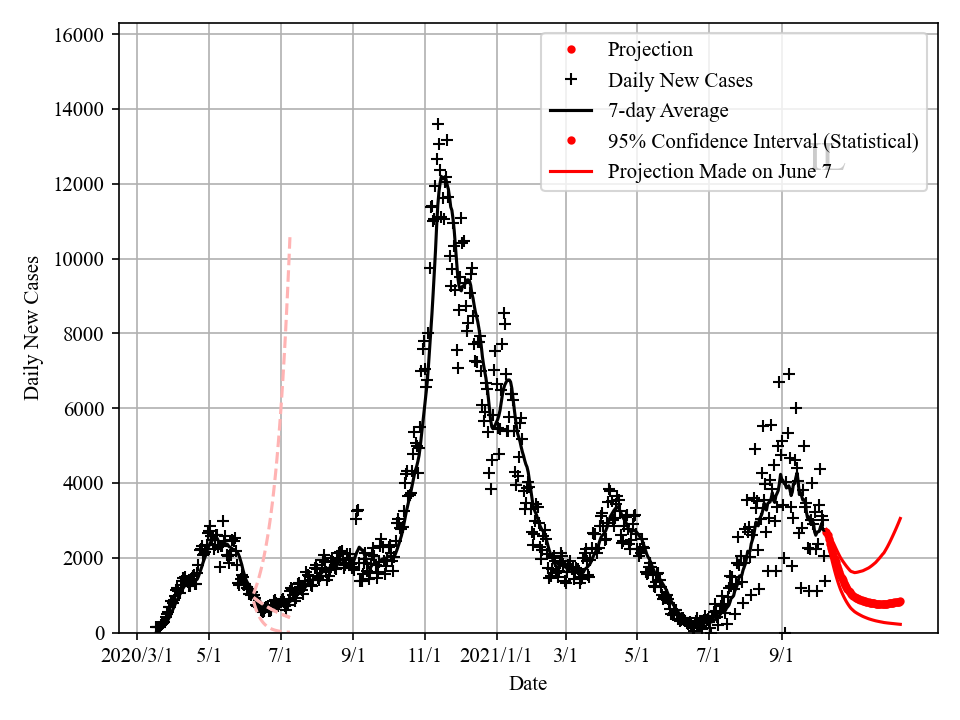 16000
14000
12000
10000
8000
6000
4000
2000
0
Daily New Cases
Projection
Daily New Cases
7-day Average
95% Confidence Interval (Statistical)
Projection Made on June 7
2020/3/1 5/1 7/1 9/1 11/1 2021/1/1 3/1 5/1 7/1 9/1
Date